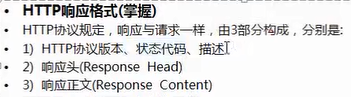 • HTTP响应格式(掌握)
• HTTP协议规定，响应与请求一样，由3部分构成，分别是:
• 1) HTTP协议版本、状态代码、描述
• 2) 响应头(Response Head)
• 3) 响应正文(Response Content)